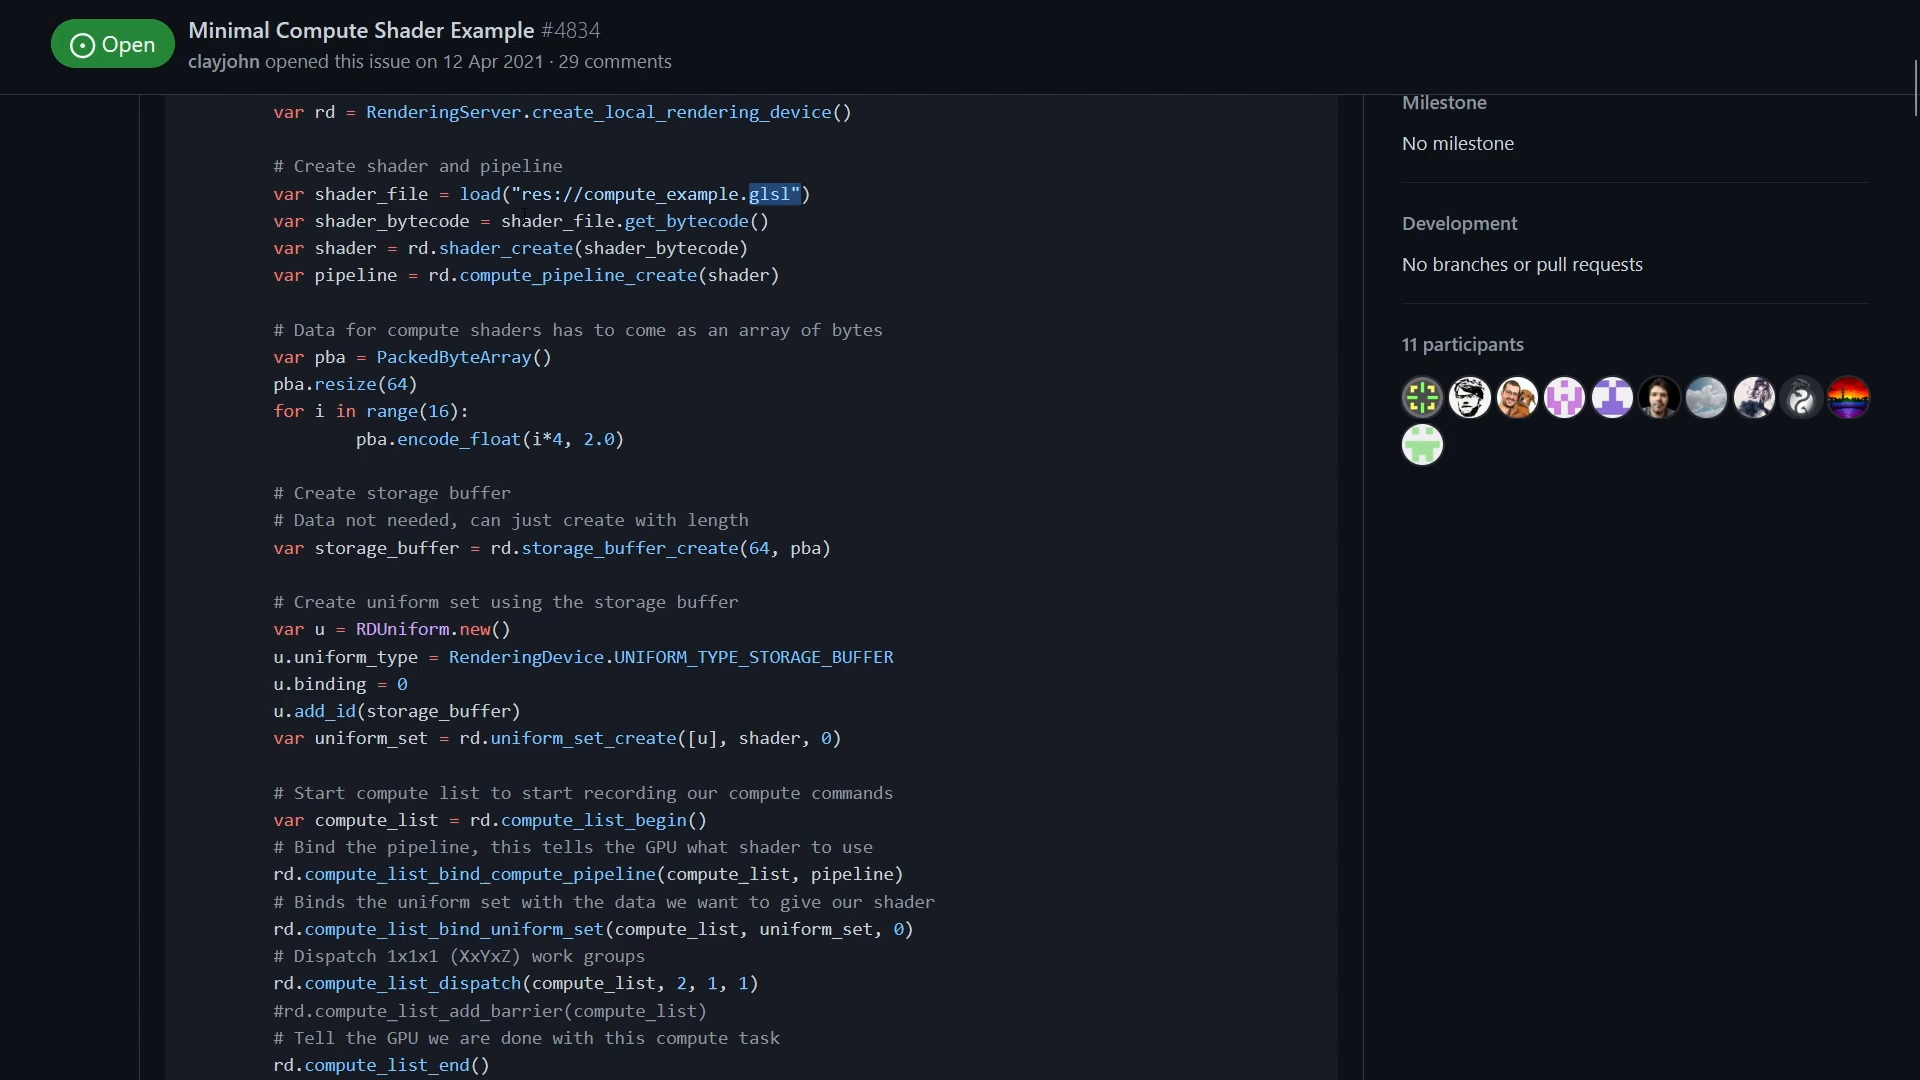 Open
Minimal Compute Shader Example #4834
clayjohn opened this issue on 12 Apr 2021 · 29 comments
var rd = RenderingServer.create_local_rendering_device()
# Create shader and pipeline
var shader_file = load("res://compute_example.glsl")
var shader_bytecode = shader_file.get_bytecode()
var shader = rd.shader_create(shader_bytecode)
var pipeline = rd.compute_pipeline_create(shader)
# Data for compute shaders has to come as an array of bytes
var pba = PackedByteArray()
pba.resize(64)
for i in range(16):
pba.encode_float(i*4, 2.0)
# Create storage buffer
# Data not needed, can just create with length
var storage_buffer = rd.storage_buffer_create(64, pba)
# Create uniform set using the storage buffer
var u = RDUniform.new()
u.uniform_type = RenderingDevice.UNIFORM_TYPE_STORAGE_BUFFER
u.binding = 0
u.add_id(storage_buffer)
var uniform_set = rd.uniform_set_create([u], shader, 0)
# Start compute list to start recording our compute commands
var compute_list = rd.compute_list_begin()
# Bind the pipeline, this tells the GPU what shader to use
rd.compute_list_bind_compute_pipeline(compute_list, pipeline)
# Binds the uniform set with the data we want to give our shader
rd.compute_list_bind_uniform_set(compute_list, uniform_set, 0)
# Dispatch 1x1x1 (XxYxZ) work groups
rd.compute_list_dispatch(compute_list, 2, 1, 1)
#rd.compute_list_add_barrier(compute_list)
# Tell the GPU we are done with this compute task
rd.compute_list_end()
Milestone
No milestone
Development
No branches or pull requests
11 participants